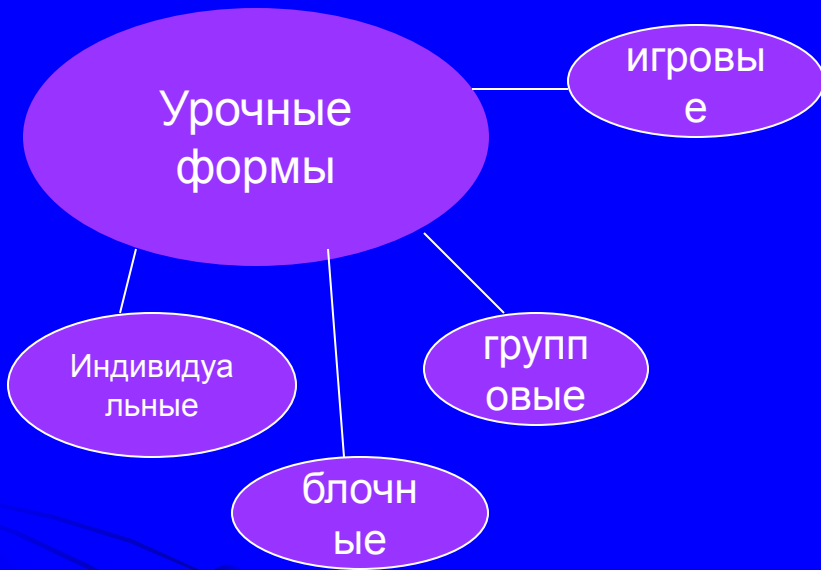 Урочные
формы
игровы
е
Индивидуа
льные
групп
овые
блочн
ые